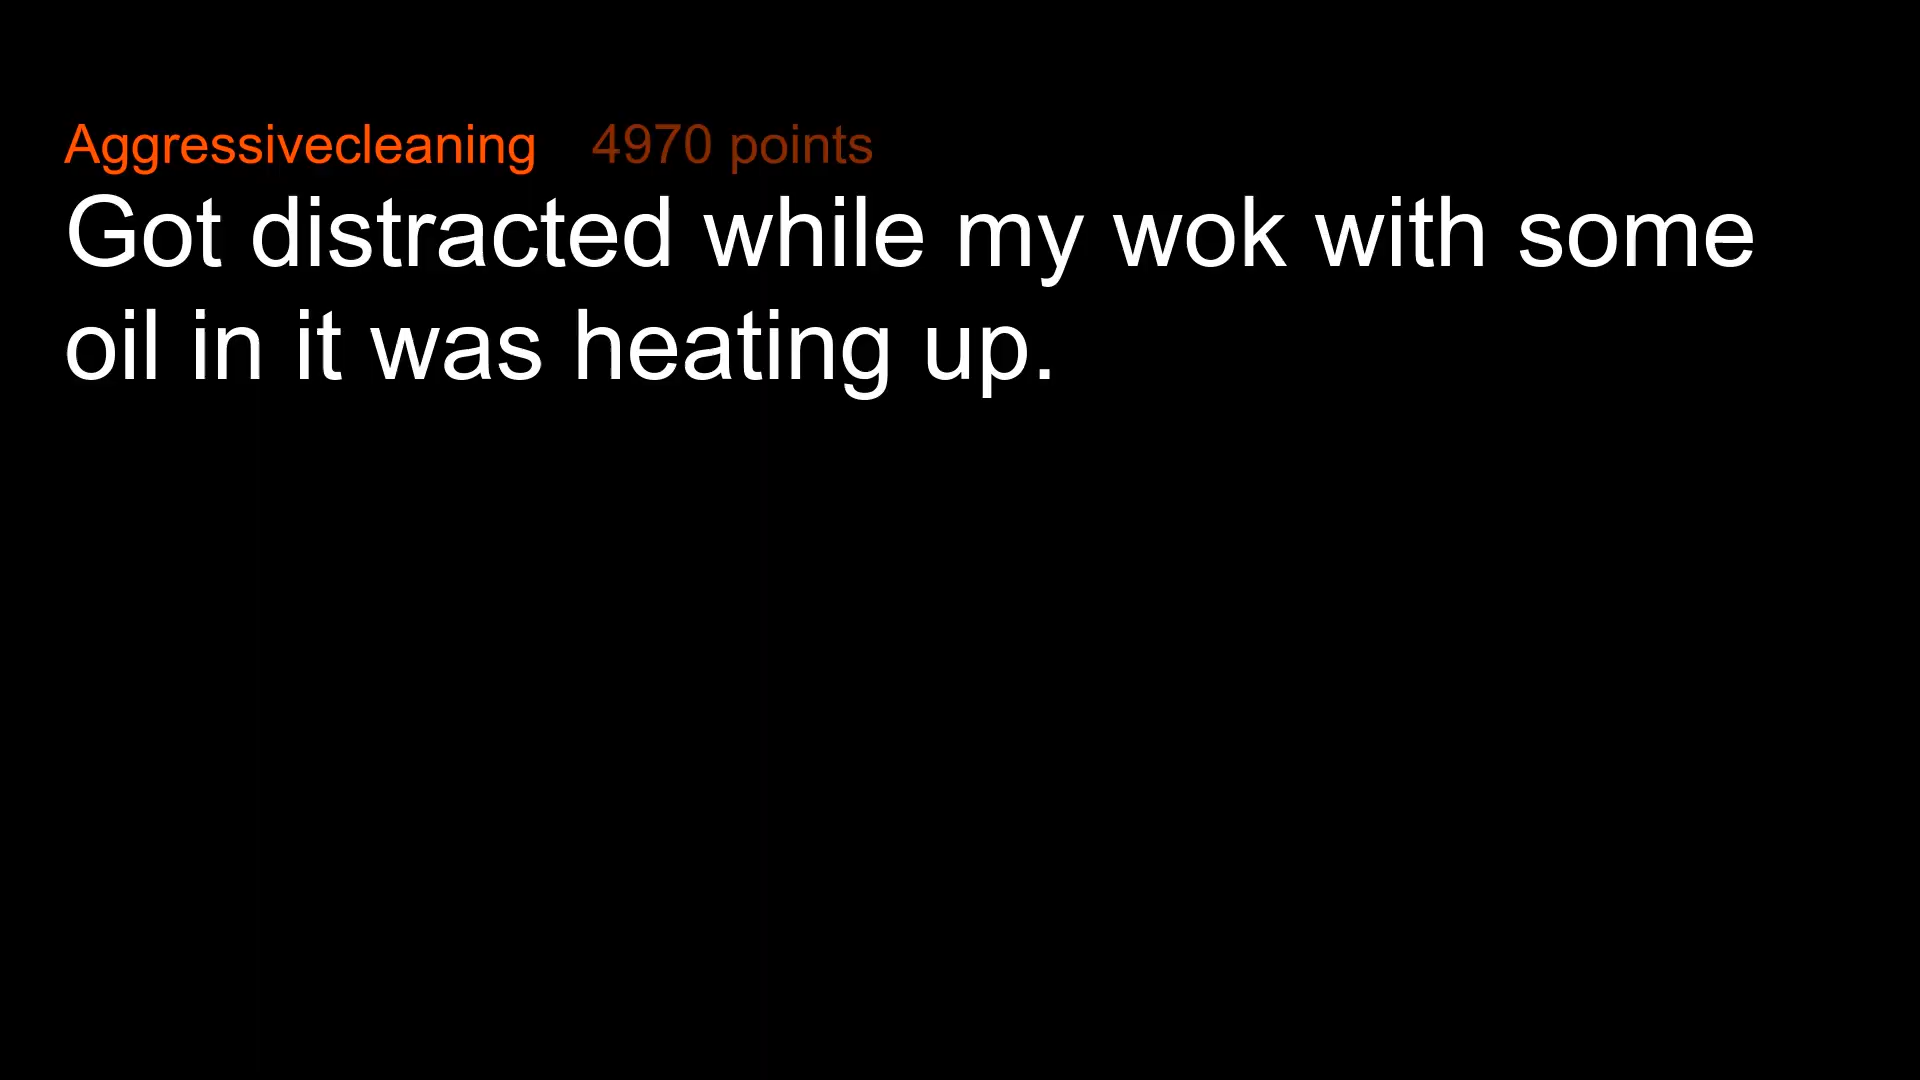 Aggressivecleaning 4970 points
Got distracted while my wok with some
oil in it was heating up.